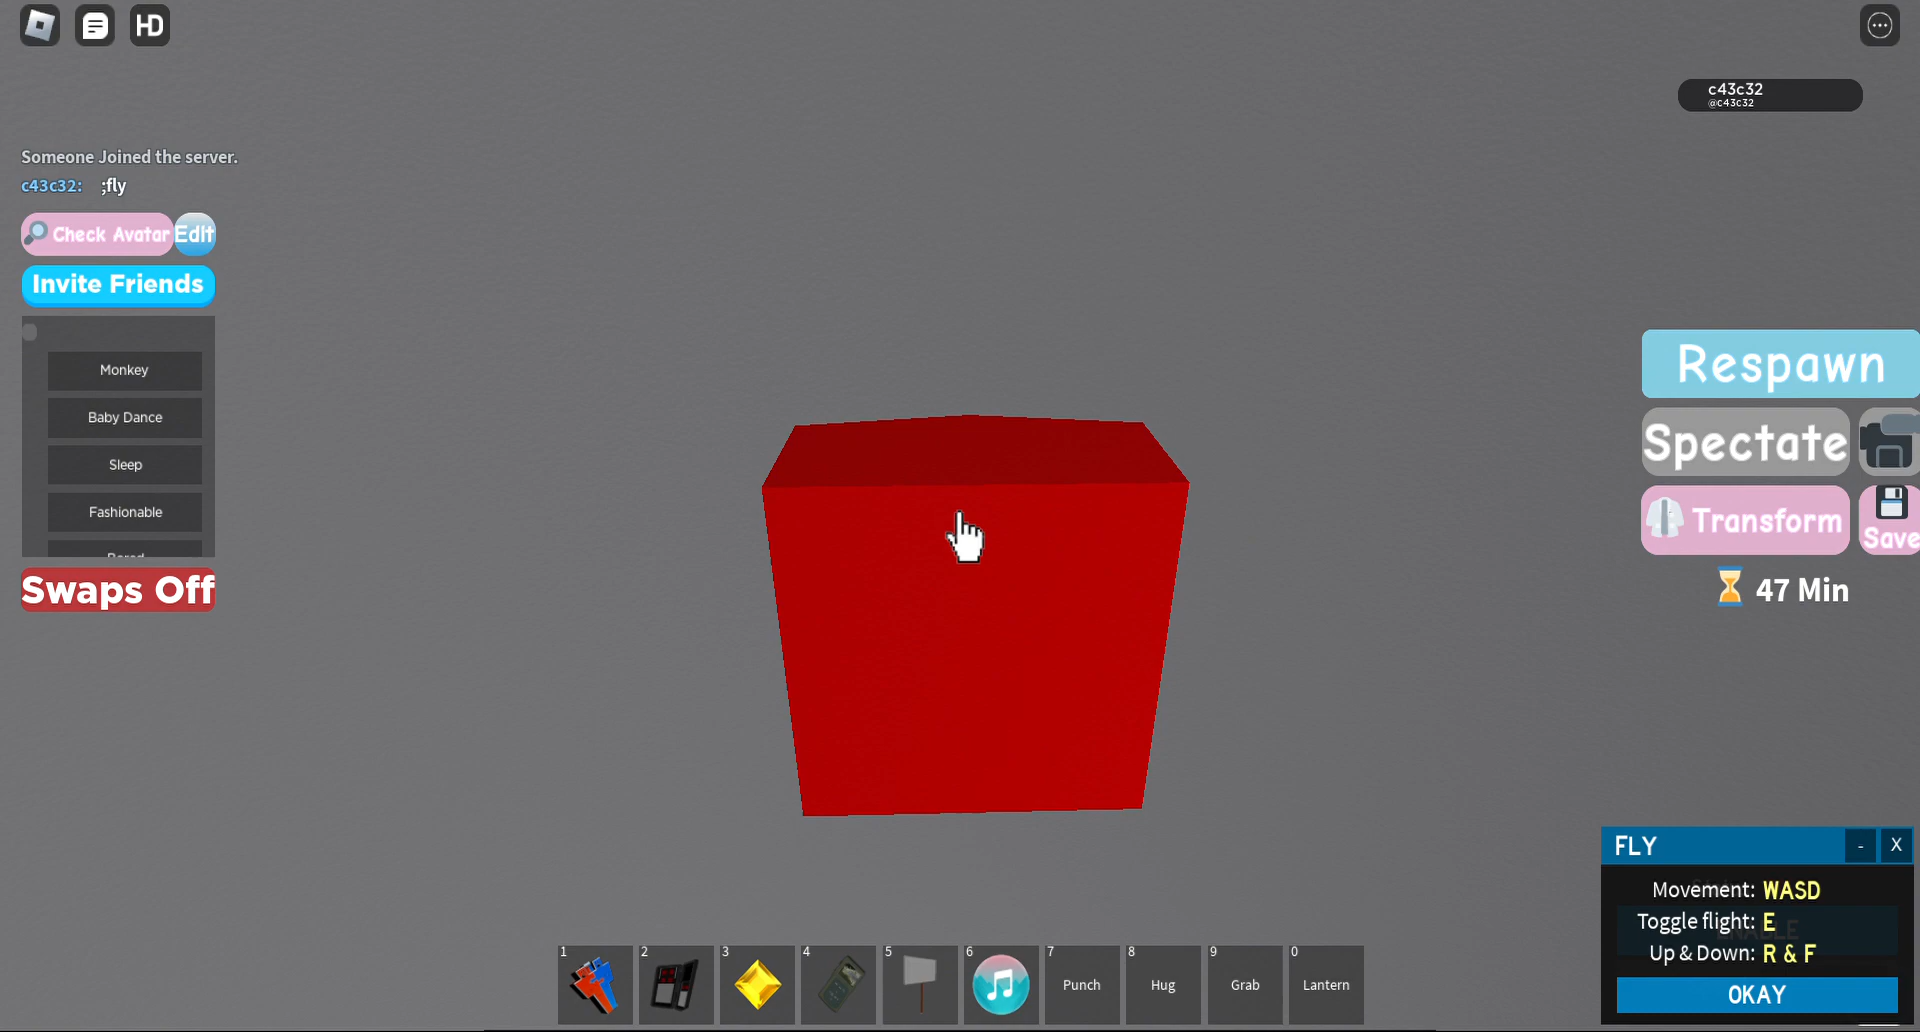 HD
c43c32
@c43c32
Someone Joined the server.
c43c32: ;fly
Check Avatar
Edit
Invite Friends
Monkey
Baby Dance
Sleep
Fashionable
Swaps Off
Respawn
Spectate
Transform
Save
47 Min
FLY
- X
Movement: WASD
Toggle flight: E
Up & Down: R & F
OKAY
1
2
3
4
5
6
7
Punch
8
Hug
9
Grab
0
Lantern